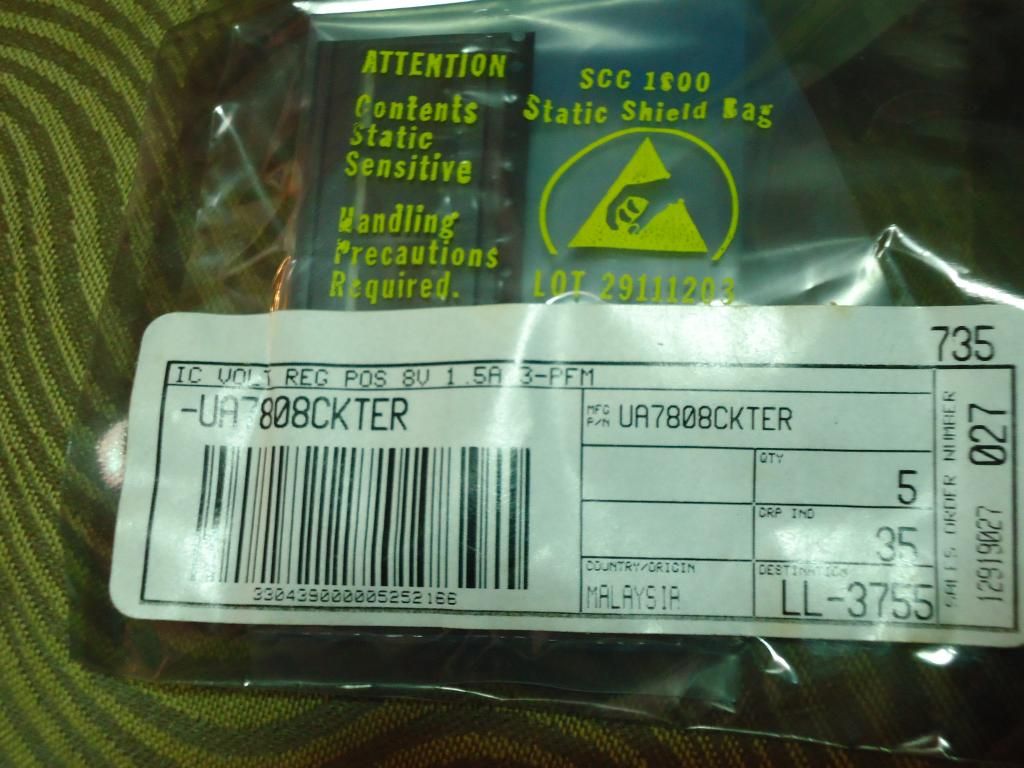 ATTENTION
Contents
Static
Sensitive
Handling
Precautions
Required.
SCC 1800
Static Shield Bag
LOT 29111203
735
IC VOLT REG POS 8V 1.5A 3-PFM
-UA7808CKTER
3304390000005252166
MFG
P/N UA7808CKTER
QTY
5
DRP IND
35
COUNTRY/ORIGIN
MALAYSIA
DESTINATION
LL-3755
SALES ORDER NUMBER
12919027
027